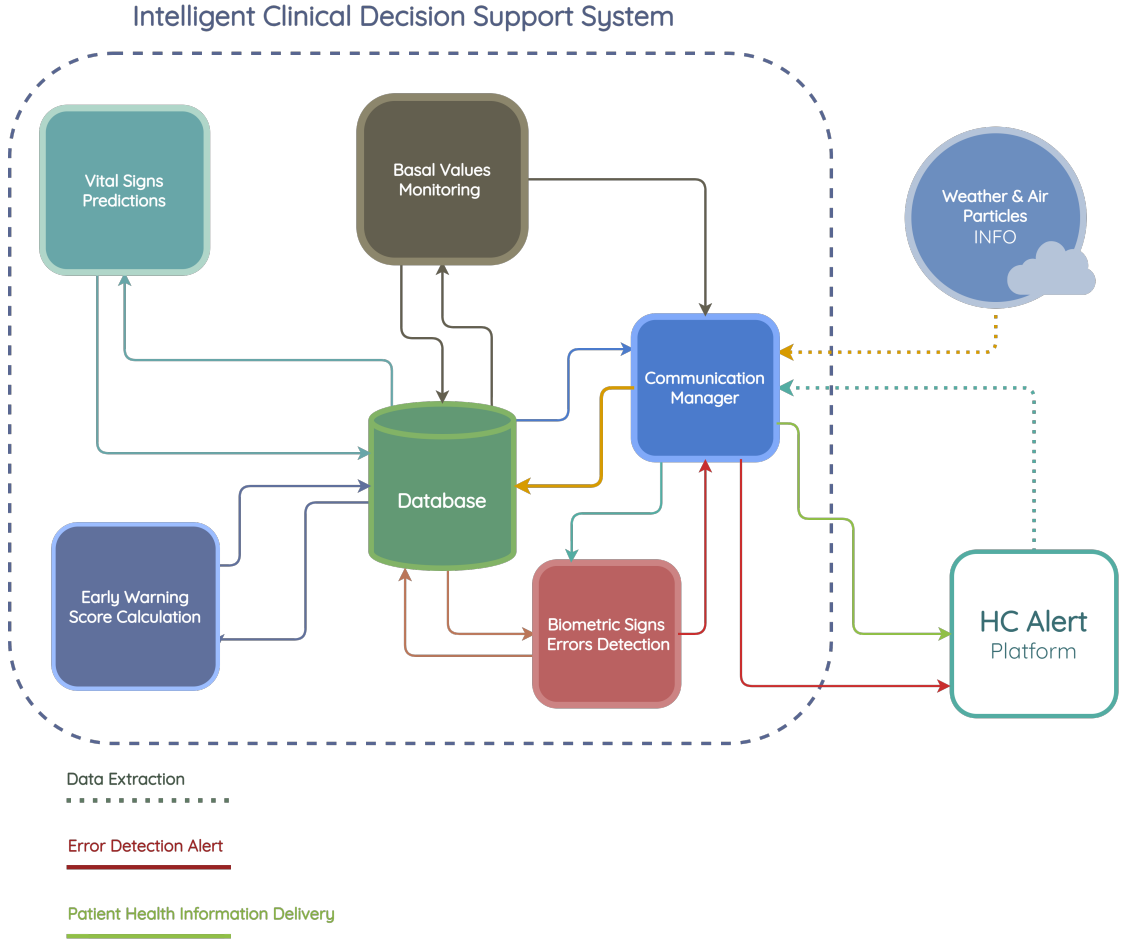 Intelligent Clinical Decision Support System
Vital Signs
Predictions
Basal Values
Monitoring
Weather & Air
Particles
INFO
Communication
Manager
Database
Early Warning
Score Calculation
Biometric Signs
Errors Detection
HC Alert
Platform
Data Extraction
Error Detection Alert
Patient Health Information Delivery